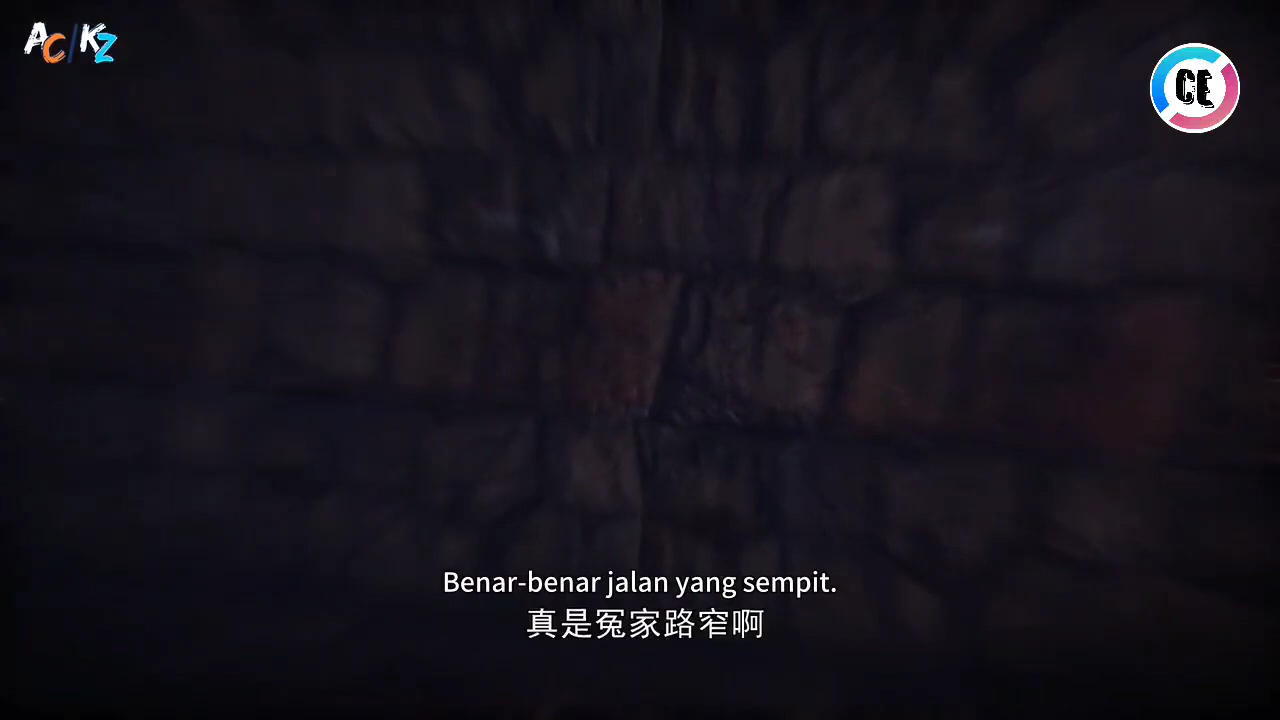 AC/KZ
CE
Benar-benar jalan yang sempit.
真是冤家路窄啊